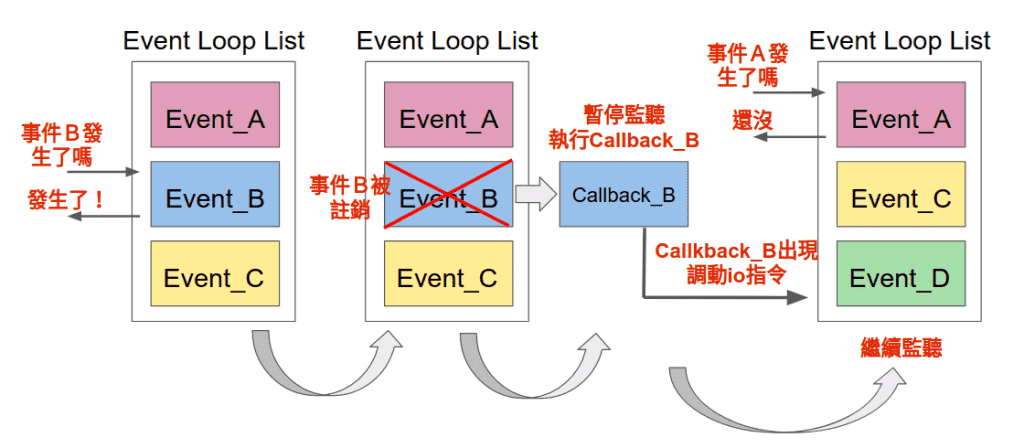 Event Loop List
事件B發
生了嗎
發生了！
Event_A
Event_B
Event_C
Event Loop List
事件B被
註銷
Event_A
Event_B
Event_C
暫停監聽
執行Callback_B
Callback_B
Callkback_B出現
調動io指令
Event Loop List
事件A發
生了嗎
還沒
Event_A
Event_C
Event_D
繼續監聽